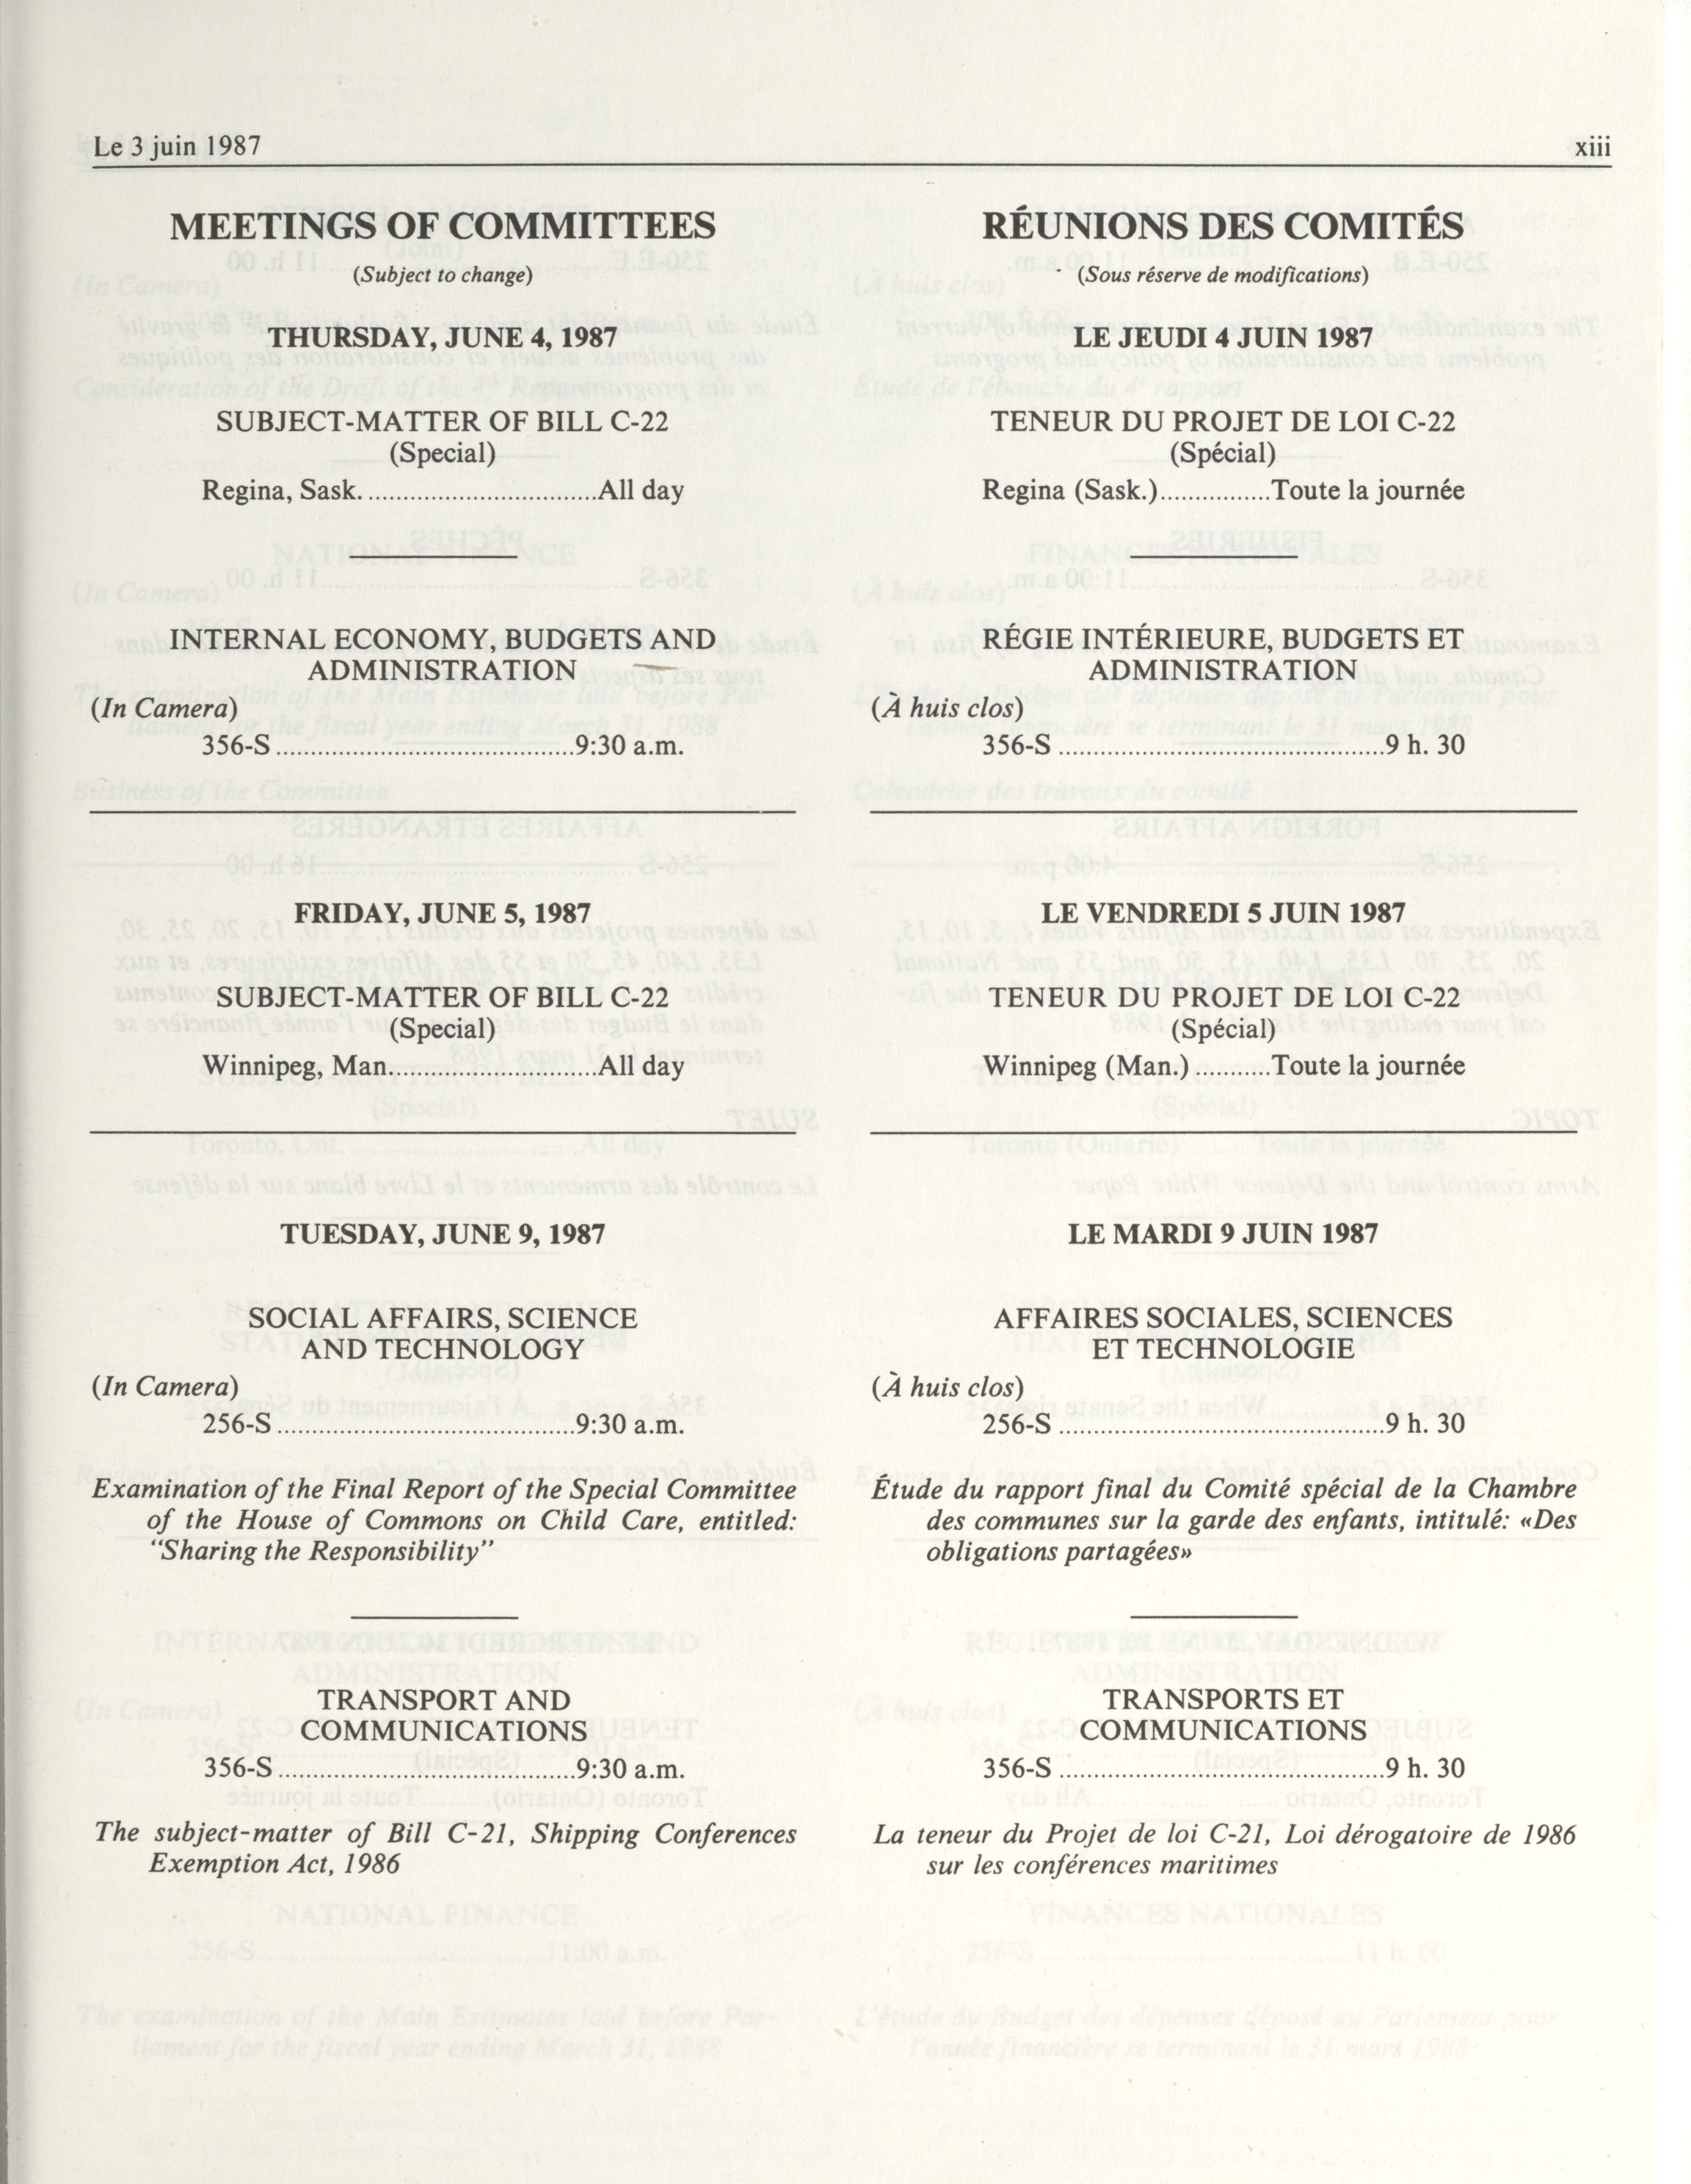 Le 3 juin 1987
xiii
MEETINGS OF COMMITTEES
(Subject to change)
THURSDAY, JUNE 4, 1987
SUBJECT-MATTER OF BILL C-22
(Special)
Regina, Sask. .................................All day
INTERNAL ECONOMY, BUDGETS AND
ADMINISTRATION
(In Camera)
356-S ..........................................9:30 a.m.
FRIDAY, JUNE 5, 1987
SUBJECT-MATTER OF BILL C-22
(Special)
Winnipeg, Man..............................All day
TUESDAY, JUNE 9, 1987
SOCIAL AFFAIRS, SCIENCE
AND TECHNOLOGY
(In Camera)
256-S ..........................................9:30 a.m.
Examination of the Final Report of the Special Committee
of the House of Commons on Child Care, entitled:
“Sharing the Responsibility”
TRANSPORT AND
COMMUNICATIONS
356-S ..........................................9:30 a.m.
The subject-matter of Bill C-21, Shipping Conferences
Exemption Act, 1986
RÉUNIONS DES COMITÉS
(Sous réserve de modifications)
LE JEUDI 4 JUIN 1987
TENEUR DU PROJET DE LOI C-22
(Spécial)
Regina (Sask.)................Toute la journée
RÉGIE INTÉRIEURE, BUDGETS ET
ADMINISTRATION
(À huis clos)
356-S ..............................................9 h. 30
LE VENDREDI 5 JUIN 1987
TENEUR DU PROJET DE LOI C-22
(Spécial)
Winnipeg (Man.) ...........Toute la journée
LE MARDI 9 JUIN 1987
AFFAIRES SOCIALES, SCIENCES
ET TECHNOLOGIE
(À huis clos)
256-S ..............................................9 h. 30
Étude du rapport final du Comité spécial de la Chambre
des communes sur la garde des enfants, intitulé: «Des
obligations partagées»
TRANSPORTS ET
COMMUNICATIONS
356-S ..............................................9 h. 30
La teneur du Projet de loi C-21, Loi dérogatoire de 1986
sur les conférences maritimes